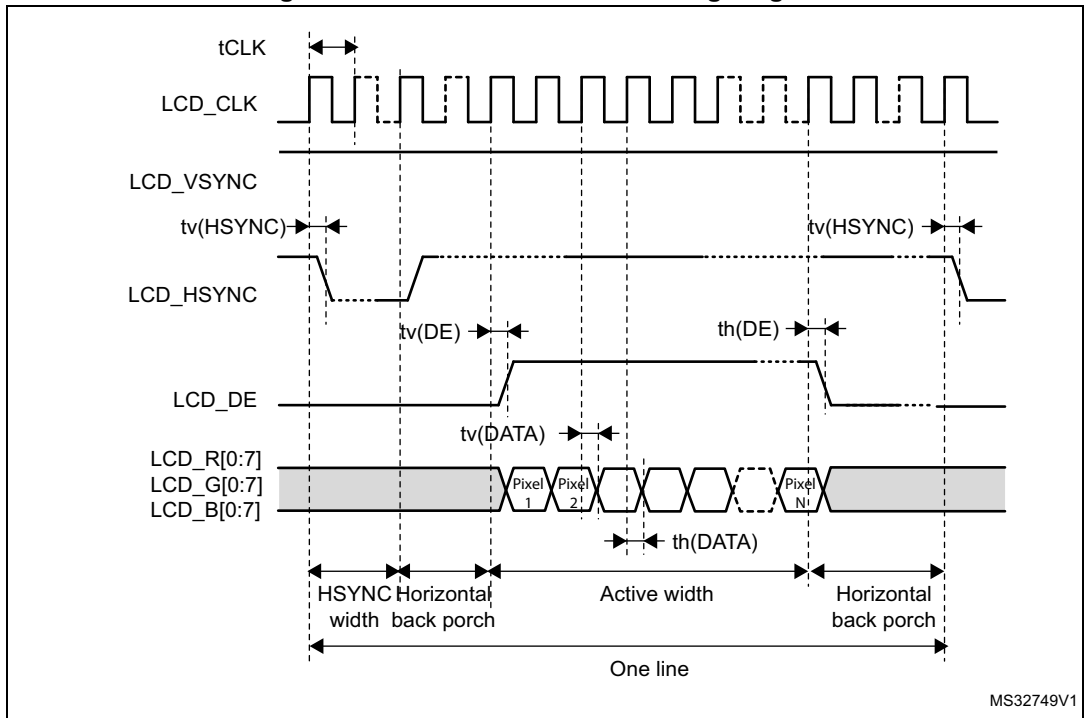 tCLK
LCD_CLK
LCD_VSYNC
tv(HSYNC)
tv(HSYNC)
LCD_HSYNC
tv(DE)
th(DE)
LCD_DE
tv(DATA)
LCD_R[0:7]
LCD_G[0:7]
LCD_B[0:7]
Pixel
1
Pixel
2
Pixel
N
th(DATA)
HSYNC
width
Horizontal
back porch
Active width
Horizontal
back porch
One line
MS32749V1